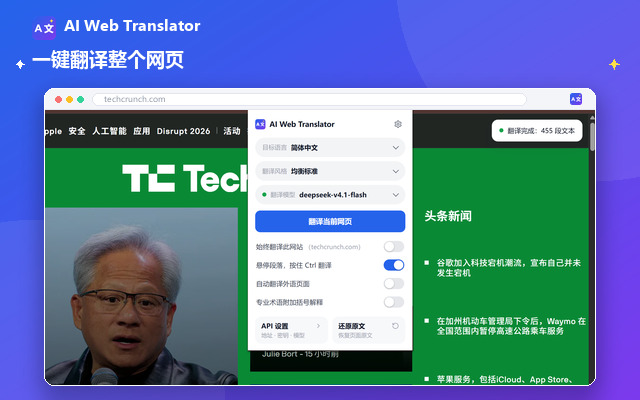 A文 AI Web Translator
一键翻译整个网页
techcrunch.com
A文
pple 安全 人工智能 应用 Disrupt 2026 | 活动
翻译完成: 455 段文本
TC Tech
A文 AI Web Translator
目标语言 简体中文
翻译风格 均衡标准
翻译模型 deepseek-v4.1-flash
翻译当前网页
始终翻译此网站 (techcrunch.com)
悬停段落，按住 Ctrl 翻译
自动翻译外语页面
专业术语附加括号解释
API 设置
地址 · 密钥 · 模型
还原原文
恢复页面原文
Julie Bort - 15 小时前
头条新闻
谷歌加入科技宕机潮流，宣布自己并未
发生宕机
在加州机动车管理局下令后，Waymo 在
全国范围内暂停高速公路乘车服务
苹果服务，包括iCloud、App Store、